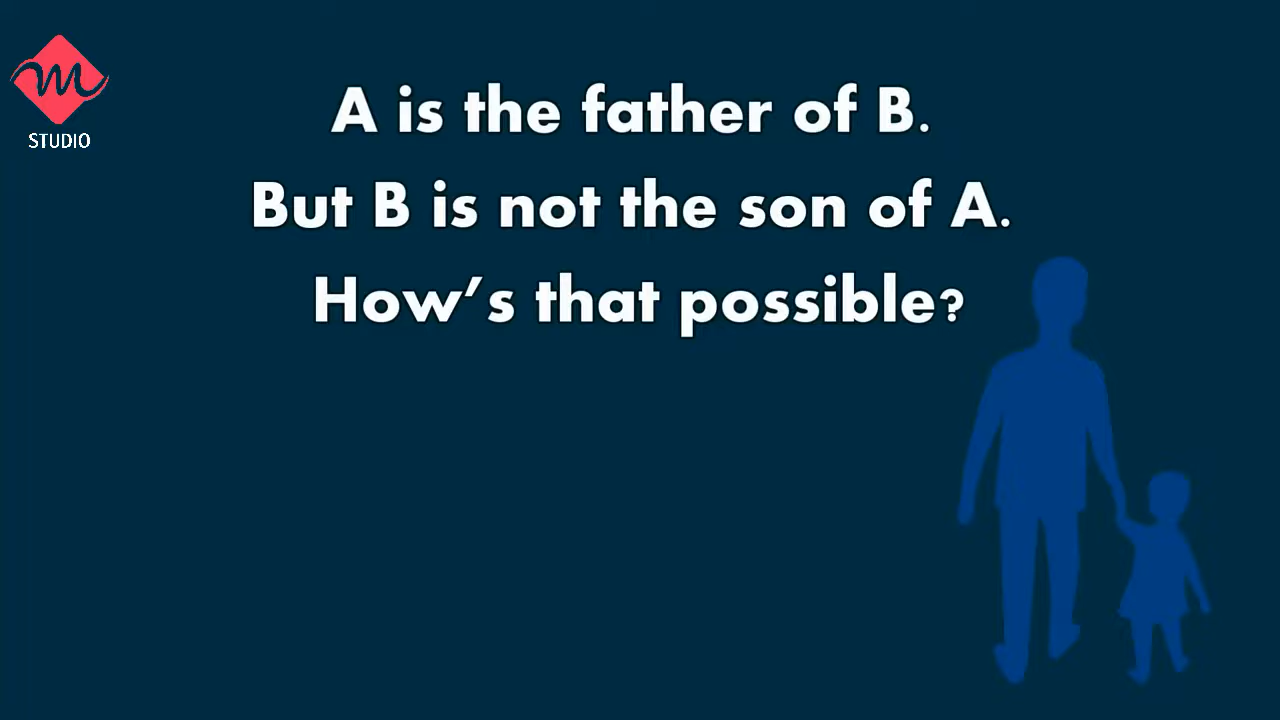 m
STUDIO
A is the father of B.
But B is not the son of A.
How’s that possible?